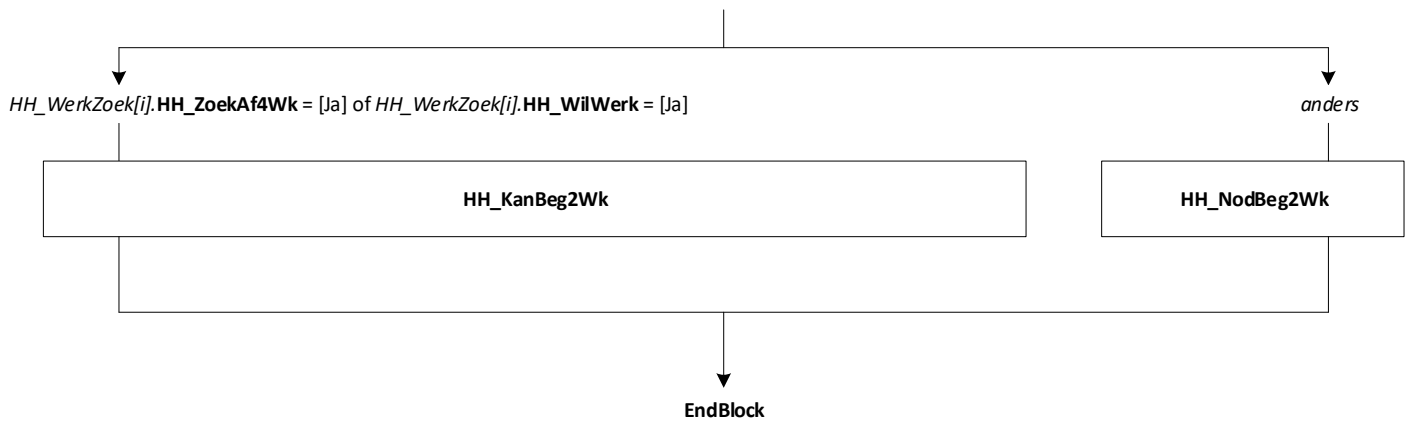 HH_WerkZoek[i].HH_ZoekAf4Wk = [Ja] of HH_WerkZoek[i].HH_WilWerk = [Ja]
anders
HH_KanBeg2Wk
HH_NodBeg2Wk
EndBlock